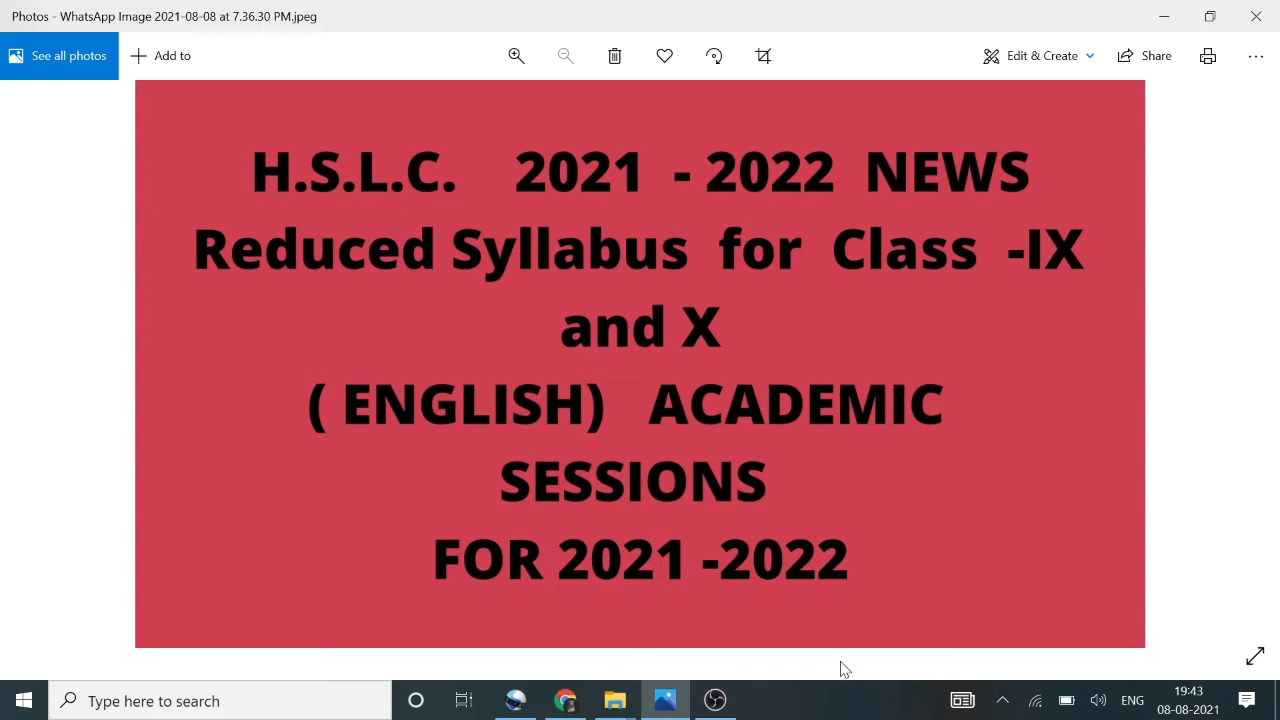 Photos - WhatsApp Image 2021-08-08 at 7.36.30 PM.jpeg
See all photos
Add to
Edit & Create
Share
H.S.L.C. 2021 - 2022 NEWS
Reduced Syllabus for Class -IX
and X
( ENGLISH) ACADEMIC
SESSIONS
FOR 2021 -2022
Type here to search
ENG
19:43
08-08-2021